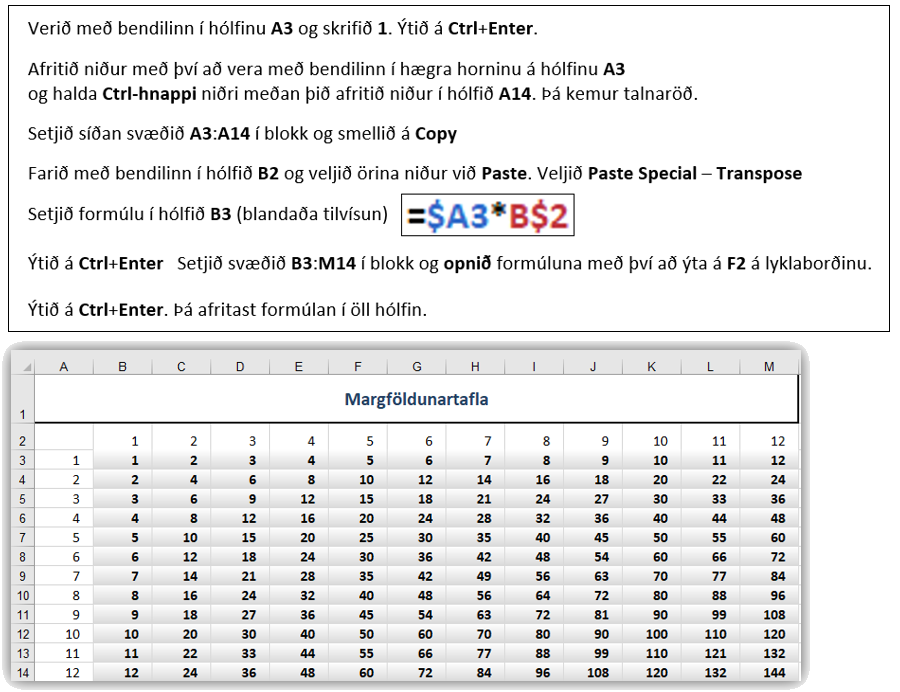 Verið með bendilinn í hólfinu A3 og skrifið 1. Ýtið á Ctrl+Enter.
Afritið niður með því að vera með bendilinn í hægra horninu á hólfinu A3
og halda Ctrl-hnappi niðri meðan þið afritið niður í hólfið A14. Þá kemur talnaröð.
Setjið síðan svæðið A3:A14 í blokk og smellið á Copy
Farið með bendilinn í hólfið B2 og veljið örina niður við Paste. Veljið Paste Special – Transpose
Setjið formúlu í hólfið B3 (blandaða tilvísun) =$A3*B$2
Ýtið á Ctrl+Enter Setjið svæðið B3:M14 í blokk og opnið formúluna með því að ýta á F2 á lyklaborðinu.
Ýtið á Ctrl+Enter. Þá afritast formúlan í öll hólfin.
A B C D E F G H I J K L M
1 Margföldunartafla
2 1 2 3 4 5 6 7 8 9 10 11 12
3 1 1 2 3 4 5 6 7 8 9 10 11 12
4 2 2 4 6 8 10 12 14 16 18 20 22 24
5 3 3 6 9 12 15 18 21 24 27 30 33 36
6 4 4 8 12 16 20 24 28 32 36 40 44 48
7 5 5 10 15 20 25 30 35 40 45 50 55 60
8 6 6 12 18 24 30 36 42 48 54 60 66 72
9 7 7 14 21 28 35 42 49 56 63 70 77 84
10 8 8 16 24 32 40 48 56 64 72 80 88 96
11 9 9 18 27 36 45 54 63 72 81 90 99 108
12 10 10 20 30 40 50 60 70 80 90 100 110 120
13 11 11 22 33 44 55 66 77 88 99 110 121 132
14 12 12 24 36 48 60 72 84 96 108 120 132 144